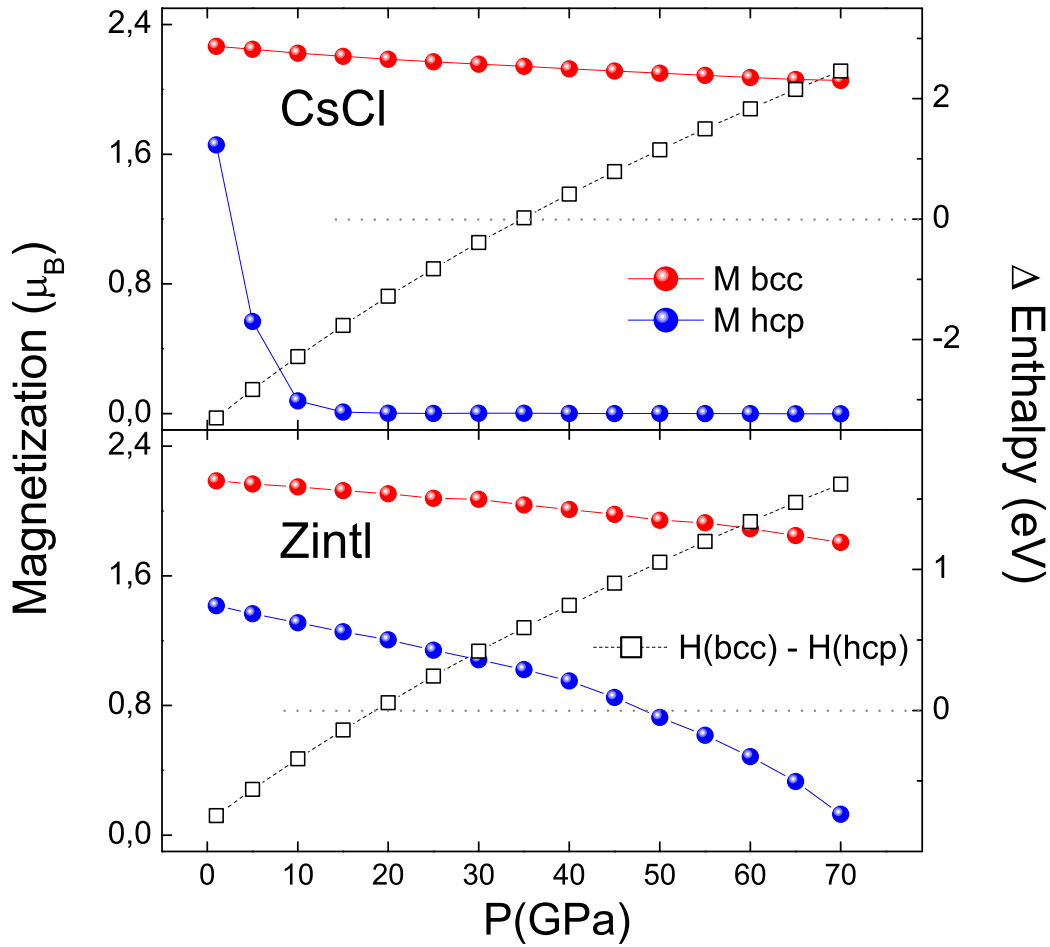 2,4
1,6
0,8
0,0
CsCl
M bcc
M hcp
2
0
-2
Magnetization (μB)
Δ Enthalpy (eV)
2,4
1,6
0,8
0,0
Zintl
H(bcc) - H(hcp)
1
0
0 10 20 30 40 50 60 70
P(GPa)